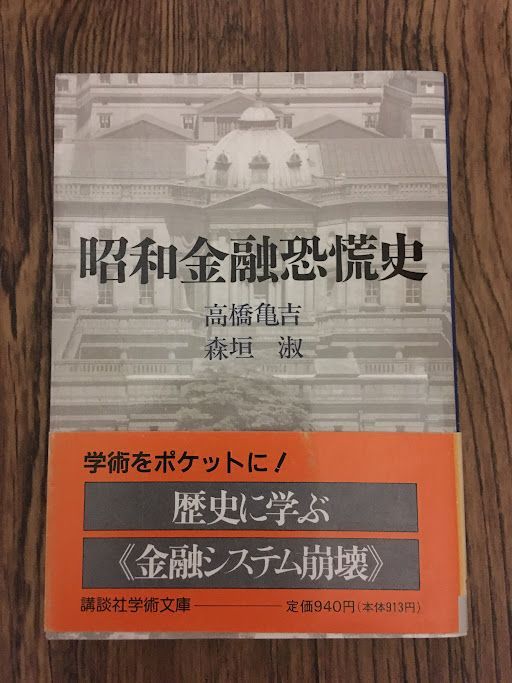 昭和金融恐慌史
高橋亀吉
森垣 淑
学術をポケットに!
歴史に学ぶ
《金融システム崩壊》
講談社学術文庫 定価940円(本体913円)